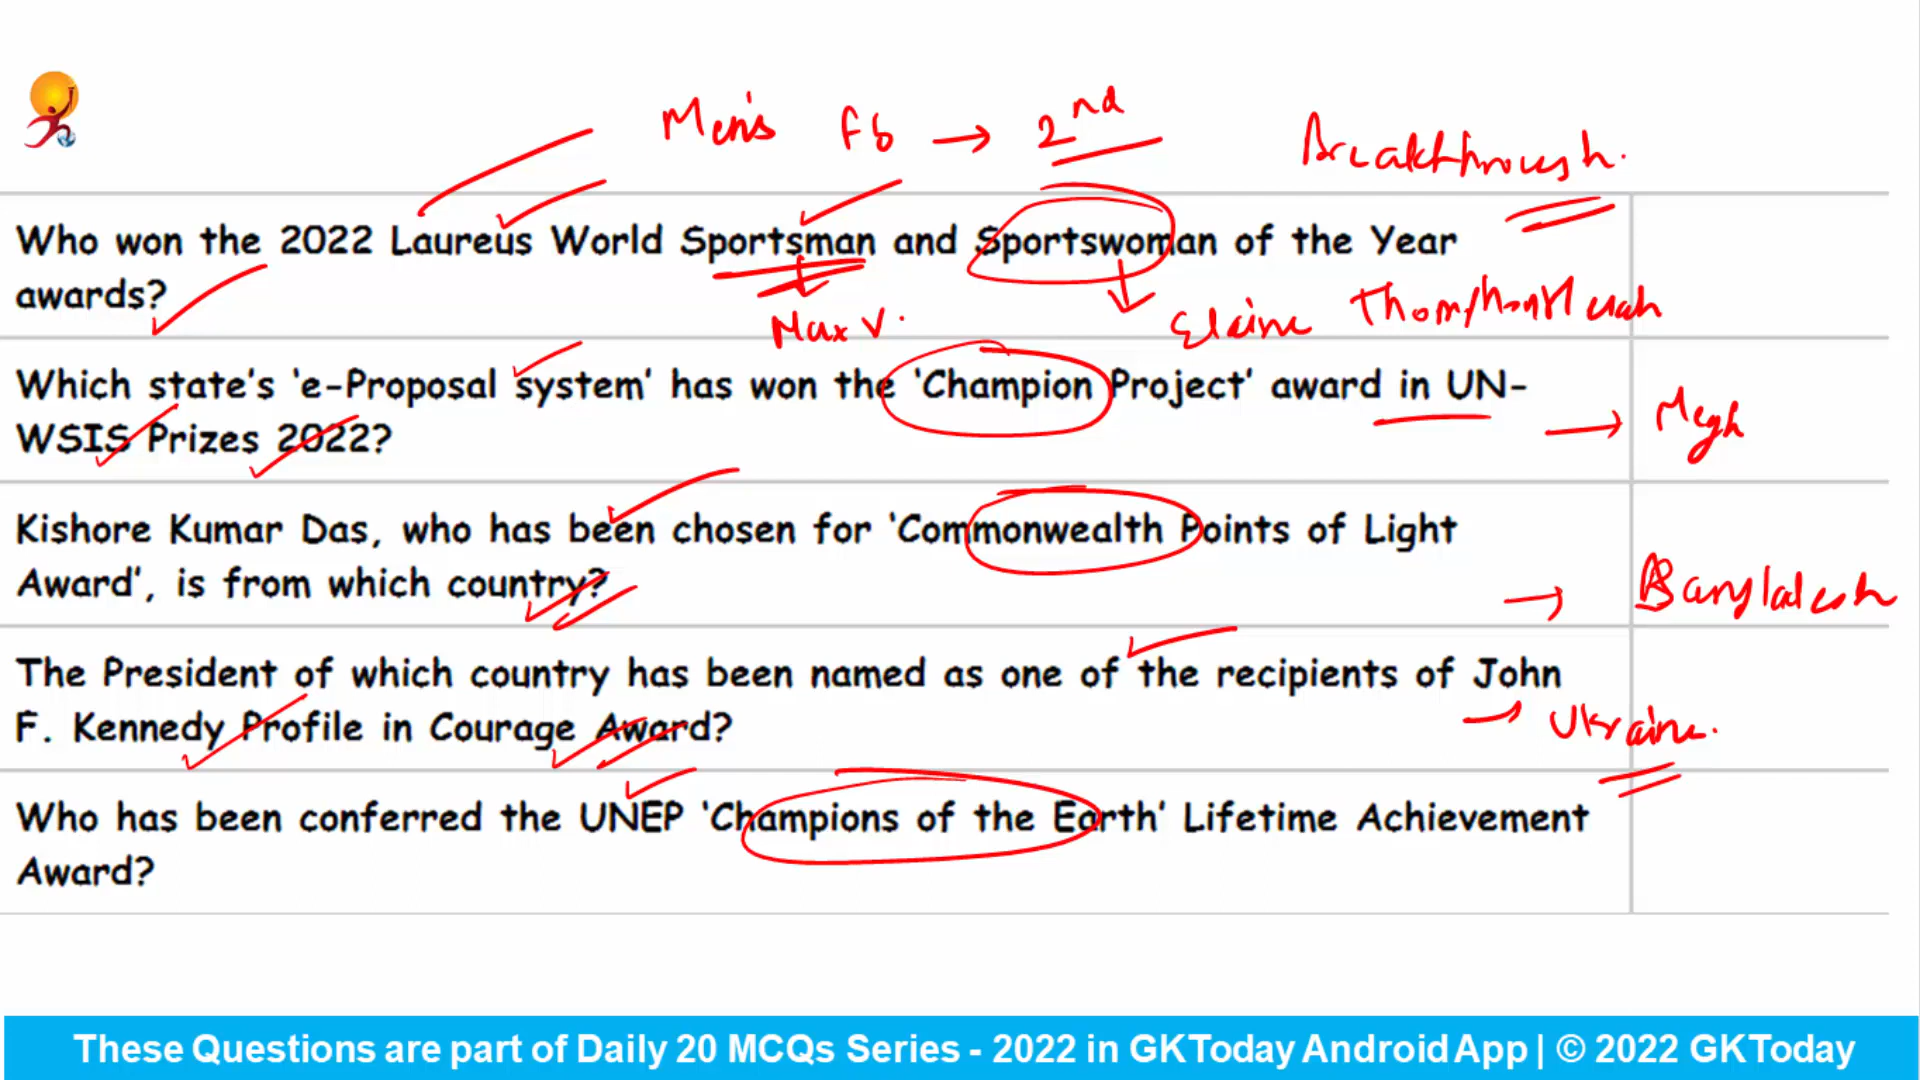 Men's Fb → 2nd
Breakthrough.
Who won the 2022 Laureus World Sportsman and Sportswoman of the Year
awards?
Max V.
Elaine Thompson Herah
Which state's 'e-Proposal system' has won the 'Champion Project' award in UN-
WSIS Prizes 2022?
→ Megh
Kishore Kumar Das, who has been chosen for 'Commonwealth Points of Light
Award', is from which country?
→ Bangladesh
The President of which country has been named as one of the recipients of John
F. Kennedy Profile in Courage Award?
→ Ukraine.
Who has been conferred the UNEP 'Champions of the Earth' Lifetime Achievement
Award?
These Questions are part of Daily 20 MCQs Series - 2022 in GKToday Android App | © 2022 GKToday